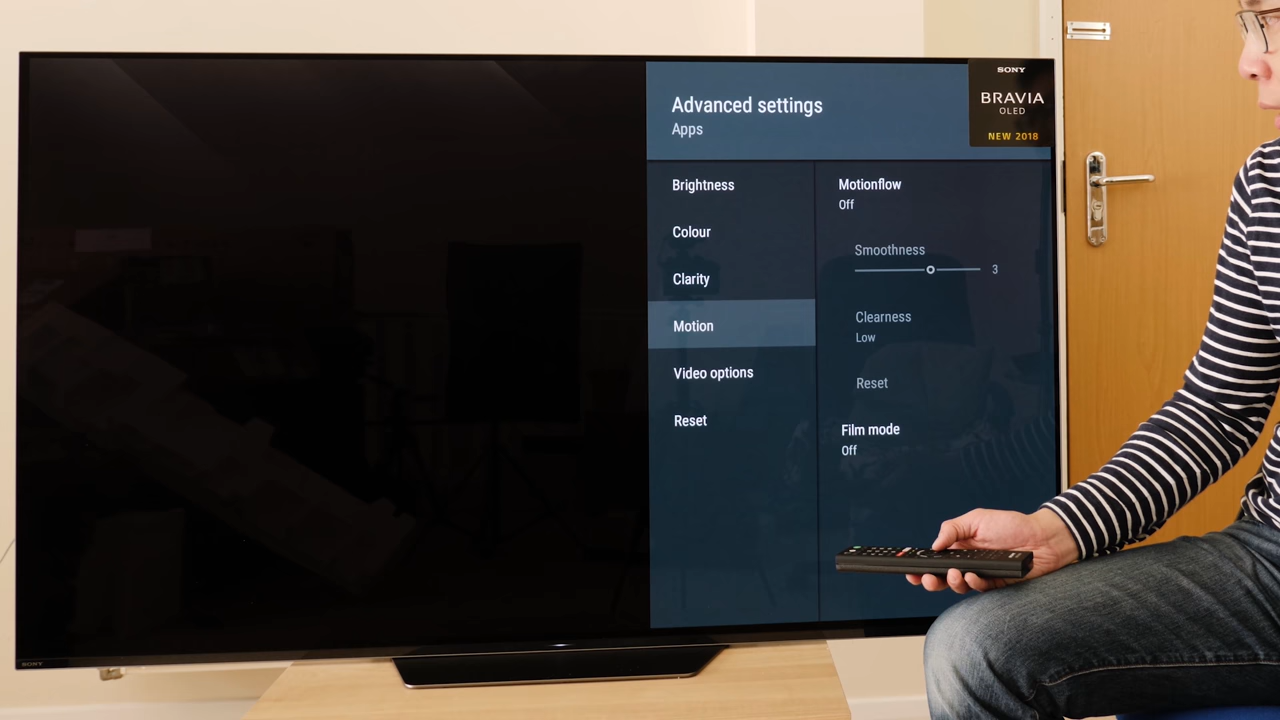 Advanced settings
Apps
SONY
BRAVIA
OLED
NEW 2018
Brightness
Colour
Clarity
Motion
Video options
Reset
Motionflow
Off
Smoothness
3
Clearness
Low
Reset
Film mode
Off
SONY